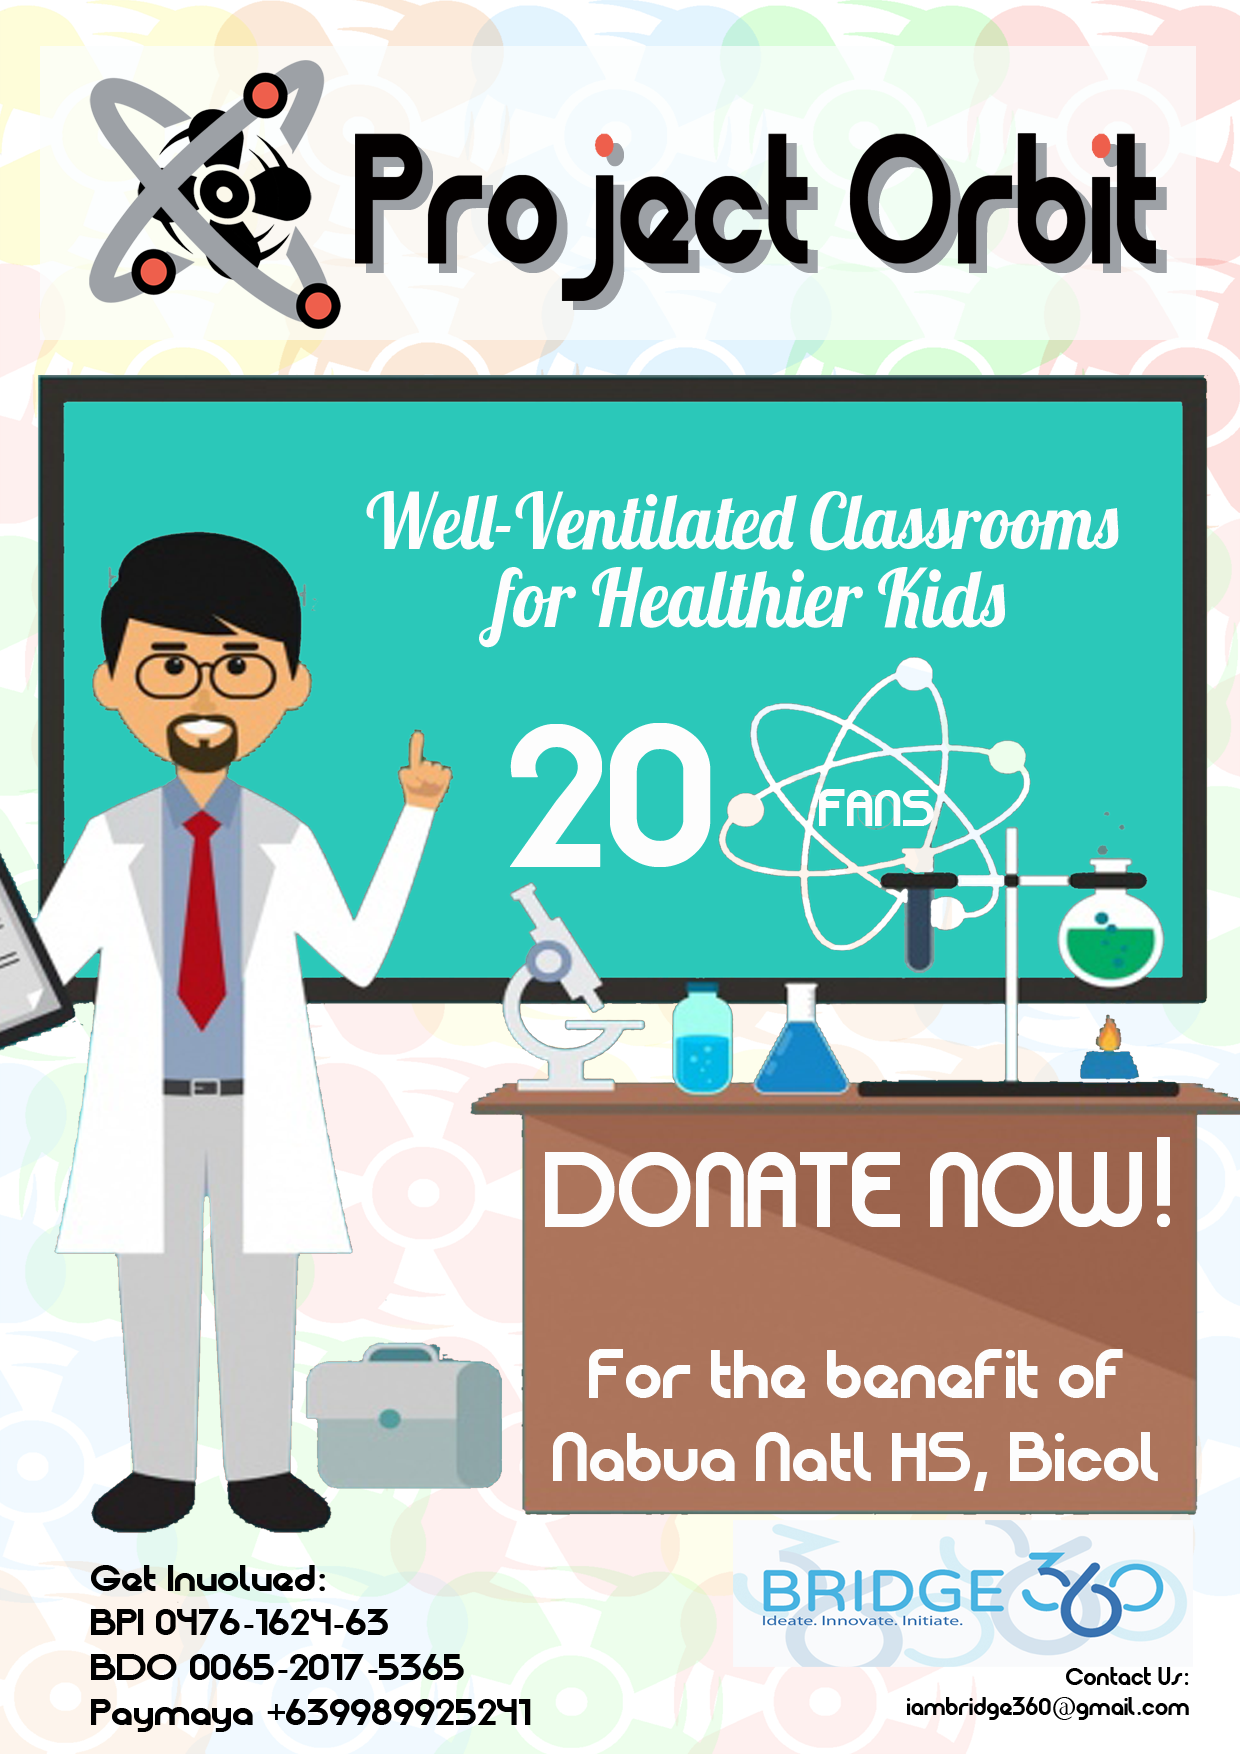 Project Orbit
Well-Ventilated Classrooms
for Healthier Kids
20 FANS
DONATE NOW!
For the benefit of
Nabua Natl HS, Bicol
Get Involved:
BPI 0476-1624-63
BDO 0065-2017-5365
Paymaya +639989925241
BRIDGE 360
Ideate. Innovate. Initiate.
Contact Us:
iambridge360@gmail.com